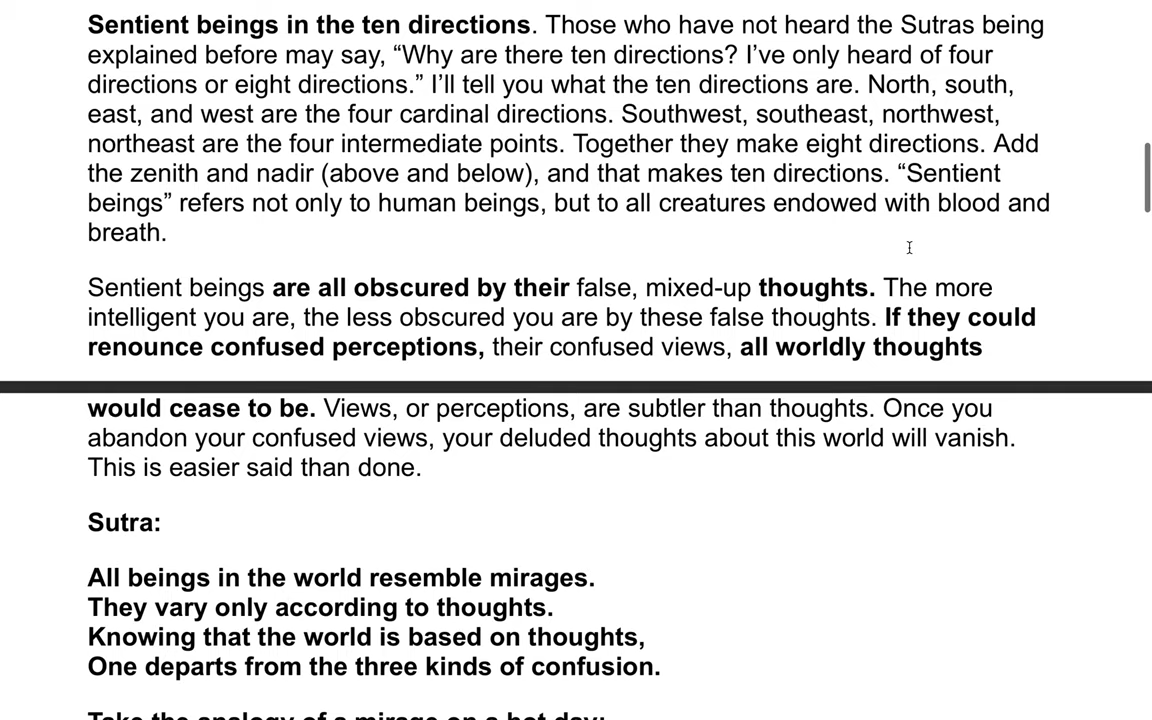 Sentient beings in the ten directions. Those who have not heard the Sutras being
explained before may say, “Why are there ten directions? I’ve only heard of four
directions or eight directions.” I’ll tell you what the ten directions are. North, south,
east, and west are the four cardinal directions. Southwest, southeast, northwest,
northeast are the four intermediate points. Together they make eight directions. Add
the zenith and nadir (above and below), and that makes ten directions. “Sentient
beings” refers not only to human beings, but to all creatures endowed with blood and
breath.
Sentient beings are all obscured by their false, mixed-up thoughts. The more
intelligent you are, the less obscured you are by these false thoughts. If they could
renounce confused perceptions, their confused views, all worldly thoughts
would cease to be. Views, or perceptions, are subtler than thoughts. Once you
abandon your confused views, your deluded thoughts about this world will vanish.
This is easier said than done.
Sutra:
All beings in the world resemble mirages.
They vary only according to thoughts.
Knowing that the world is based on thoughts,
One departs from the three kinds of confusion.
Take the analogy of a mirage on a hot day: